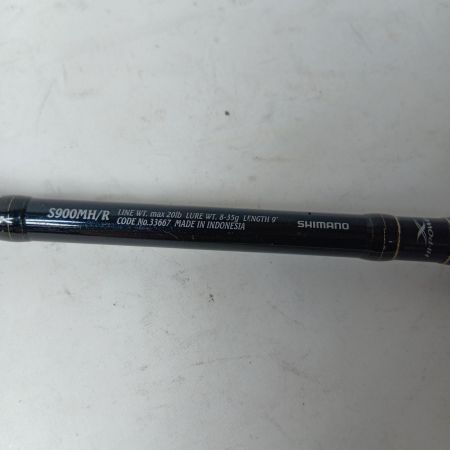 S900MH/R LINE WT. max 20lb LURE WT. 8-35g LENGTH 9'
CODE No.33667 MADE IN INDONESIA
SHIMANO